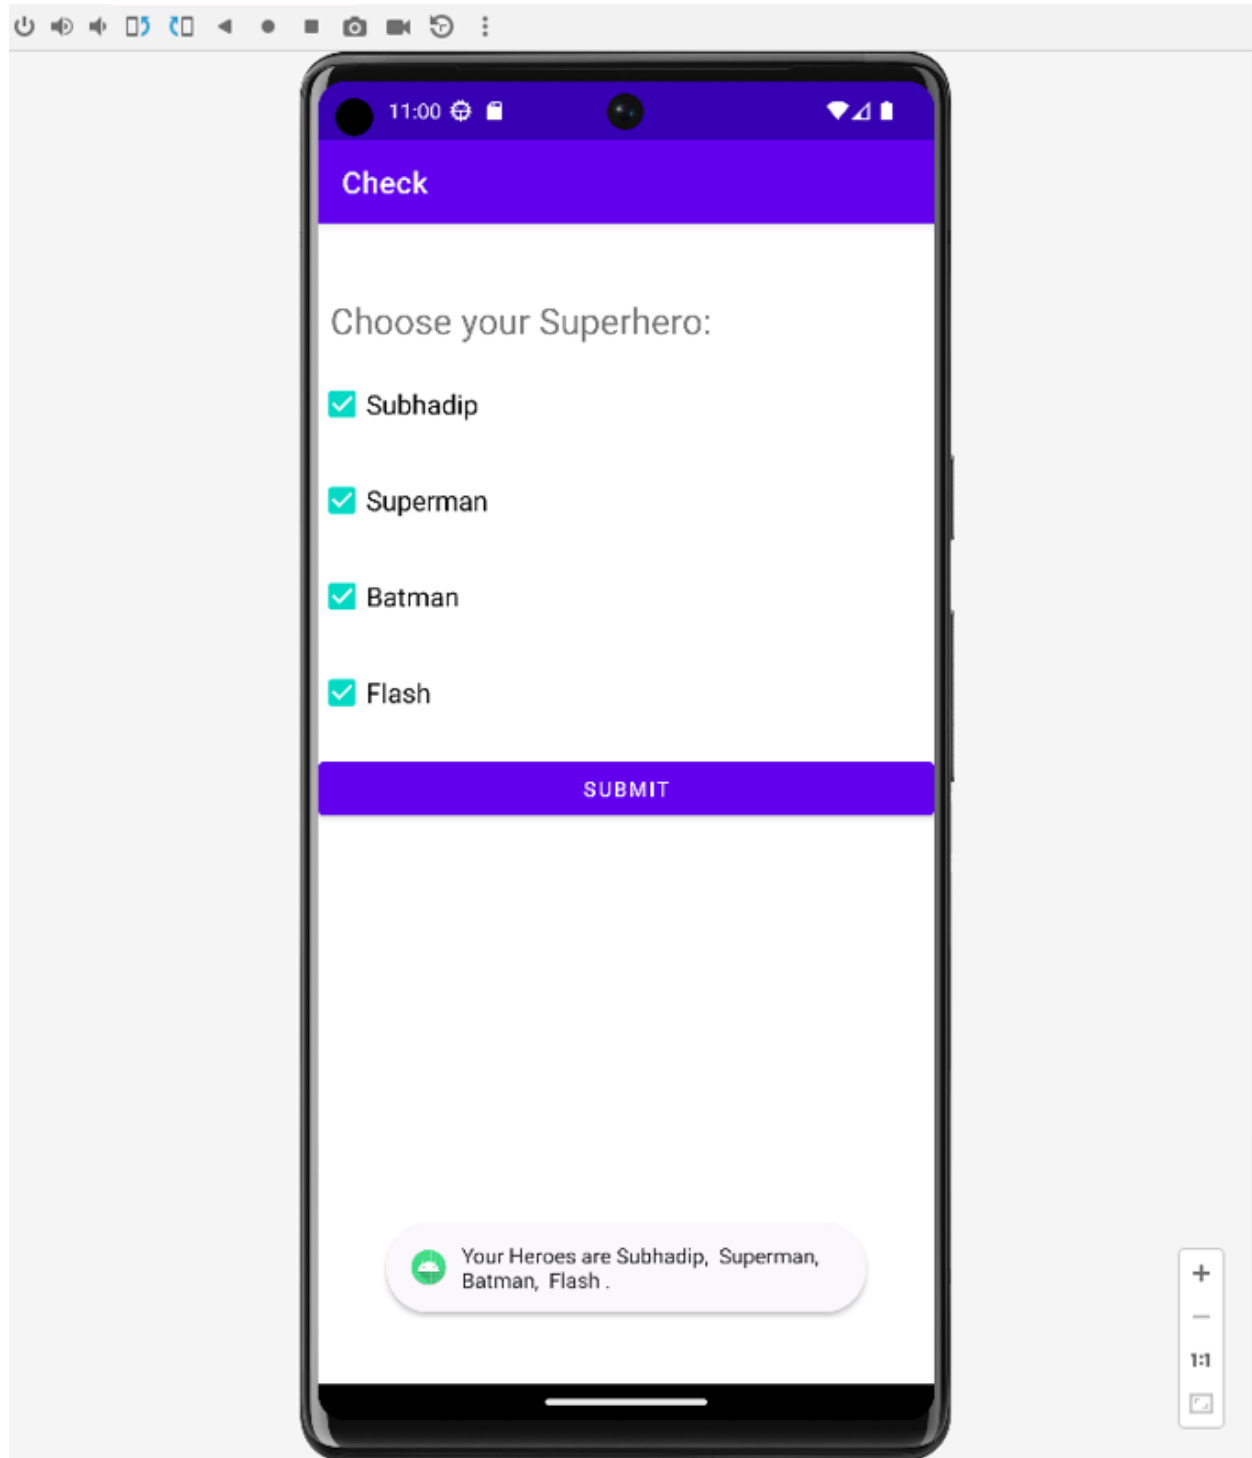 11:00
Check
Choose your Superhero:
Subhadip
Superman
Batman
Flash
SUBMIT
Your Heroes are Subhadip,  Superman,
Batman,  Flash .
1:1